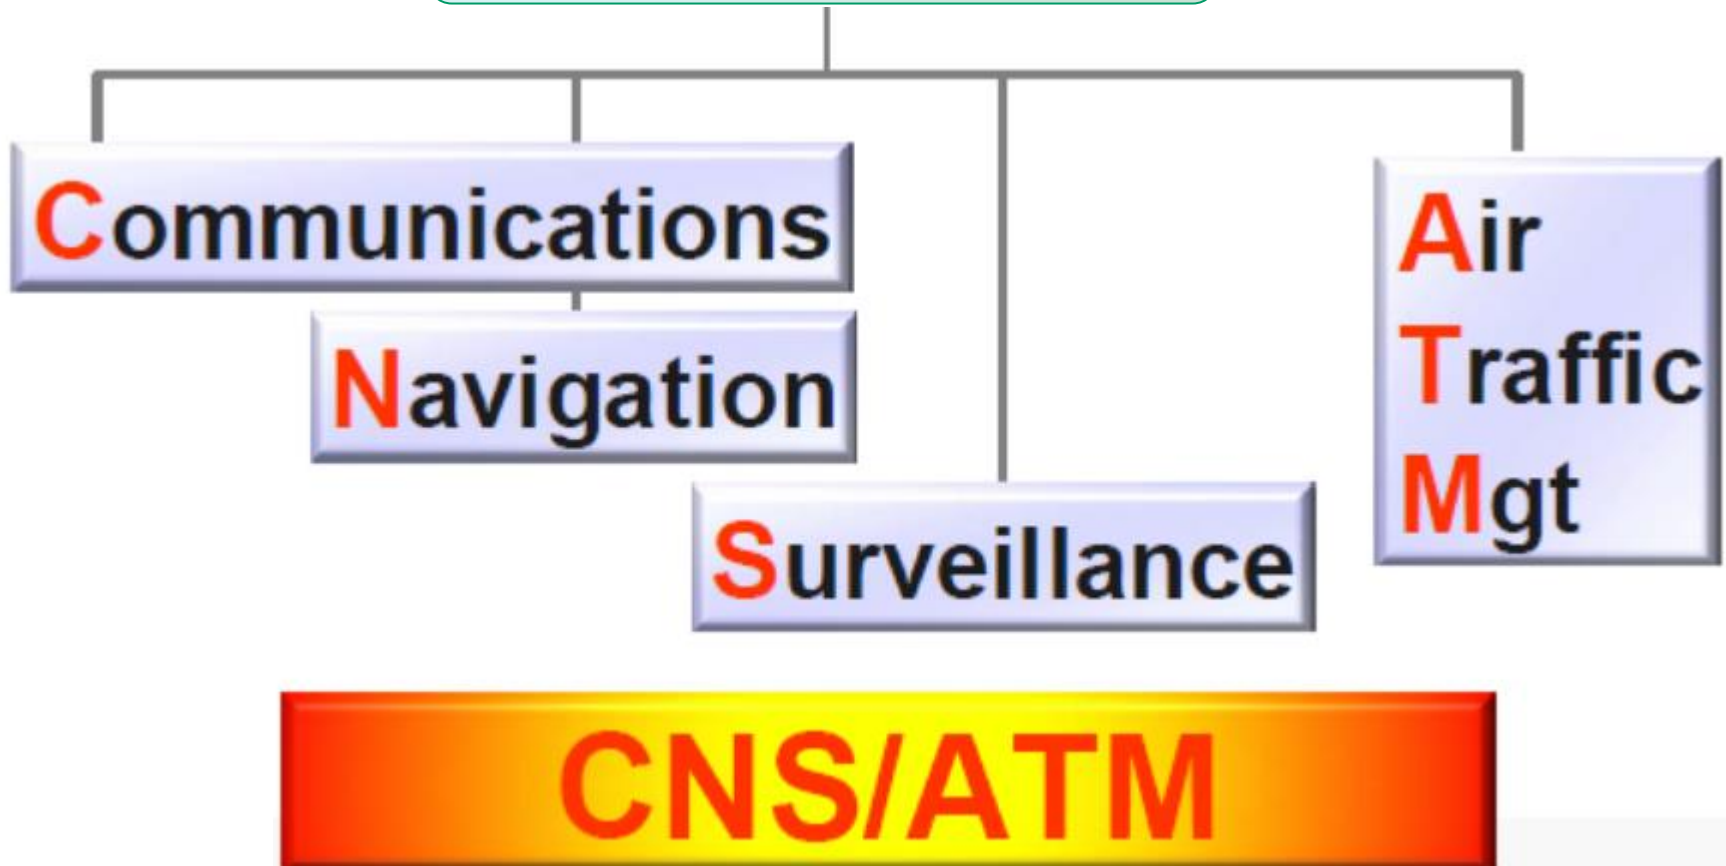 Communications
Navigation
Surveillance
Air
Traffic
Mgt
CNS/ATM